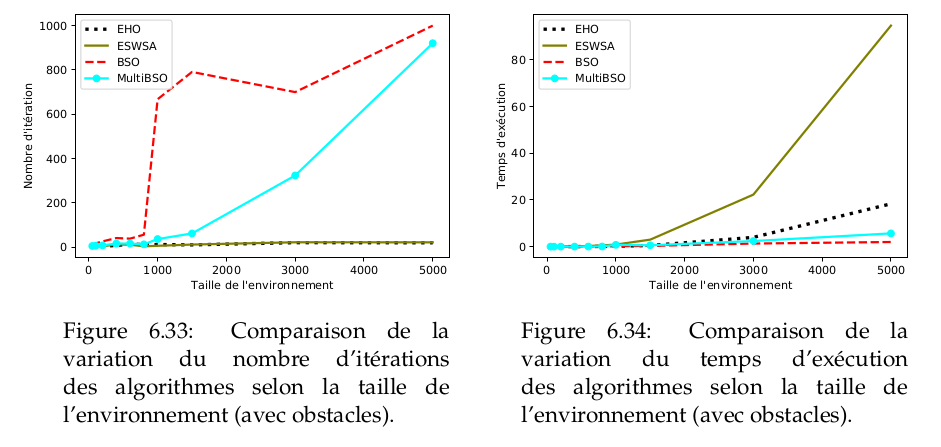 1000
800
600
400
200
0
Nombre d'itération
EHO
ESWSA
BSO
MultiBSO
0
1000
2000
3000
4000
5000
Taille de l'environnement
Figure 6.33: Comparaison de la
variation du nombre d'itérations
des algorithmes selon la taille de
l'environnement (avec obstacles).
80
60
40
20
0
Temps d'exécution
EHO
ESWSA
BSO
MultiBSO
0
1000
2000
3000
4000
5000
Taille de l'environnement
Figure 6.34: Comparaison de la
variation du temps d'exécution
des algorithmes selon la taille de
l'environnement (avec obstacles).